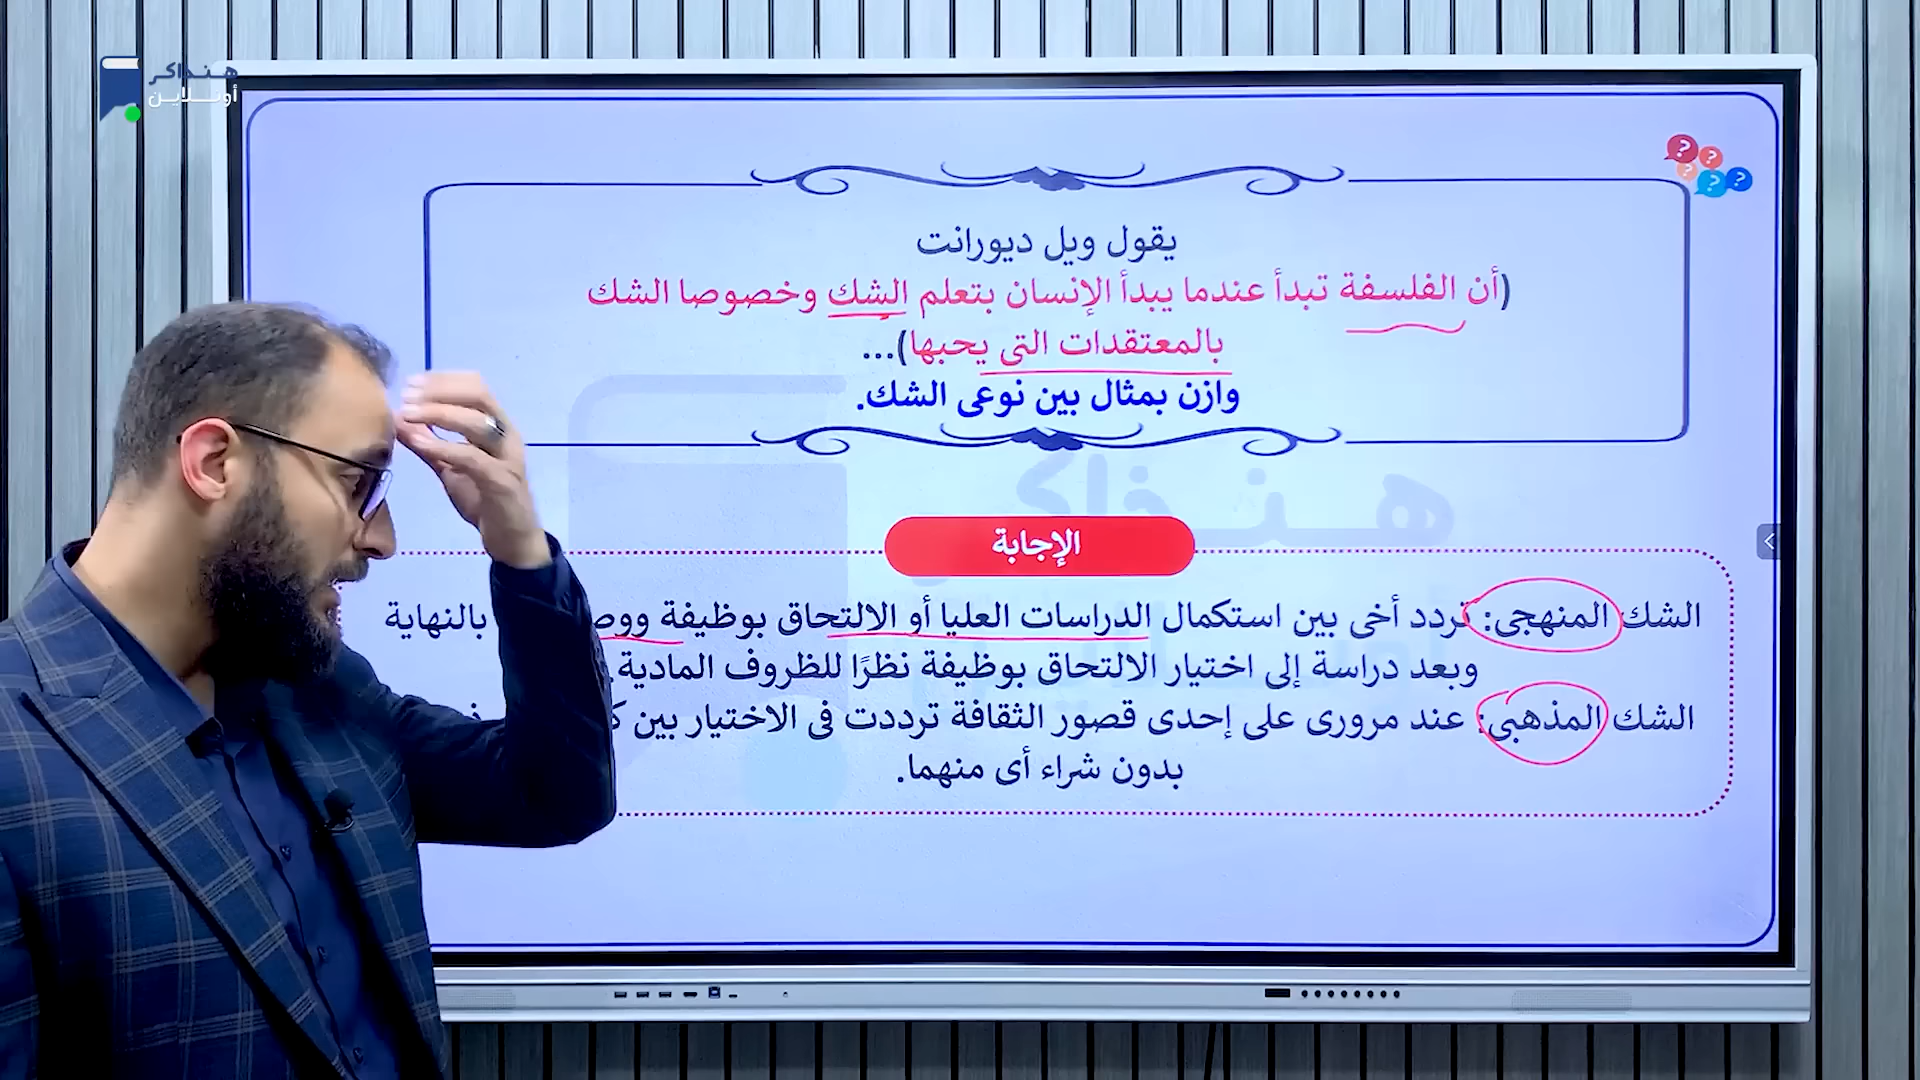 هنذاكر
أونلاين
يقول ويل ديورانت
(أن الفلسفة تبدأ عندما يبدأ الإنسان بتعلم الشك وخصوصا الشك
بالمعتقدات التى يحبها)...
وازن بمثال بين نوعى الشك.
الإجابة
الشك المنهجى: تردد أخى بين استكمال الدراسات العليا أو الالتحاق بوظيفة بالنهاية
وبعد دراسة إلى اختيار الالتحاق بوظيفة نظرًا للظروف المادية.
الشك المذهبى: عند مرورى على إحدى قصور الثقافة ترددت فى الاختيار بين
بدون شراء أى منهما.